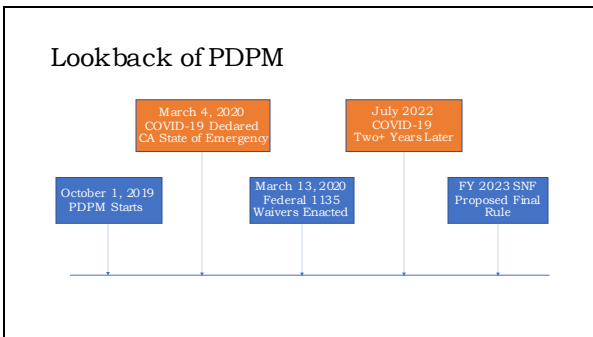 Lookback of PDPM
March 4, 2020
COVID-19 Declared
CA State of Emergency
July 2022
COVID-19
Two+ Years Later
October 1, 2019
PDPM Starts
March 13, 2020
Federal 1135
Waivers Enacted
FY 2023 SNF
Proposed Final
Rule